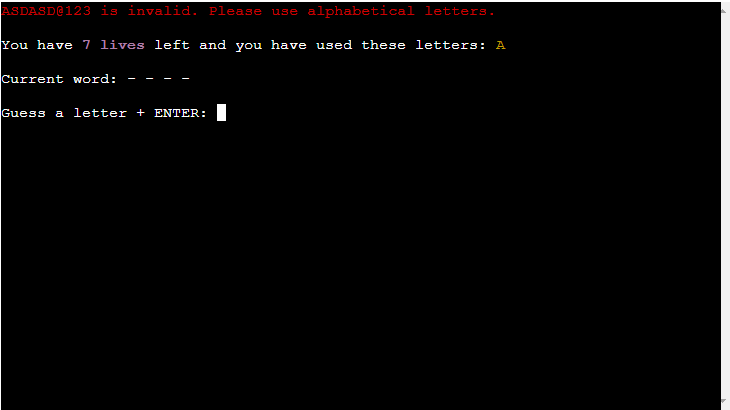 ASDASD@123 is invalid. Please use alphabetical letters.
You have 7 lives left and you have used these letters: A
Current word: - - - -
Guess a letter + ENTER: